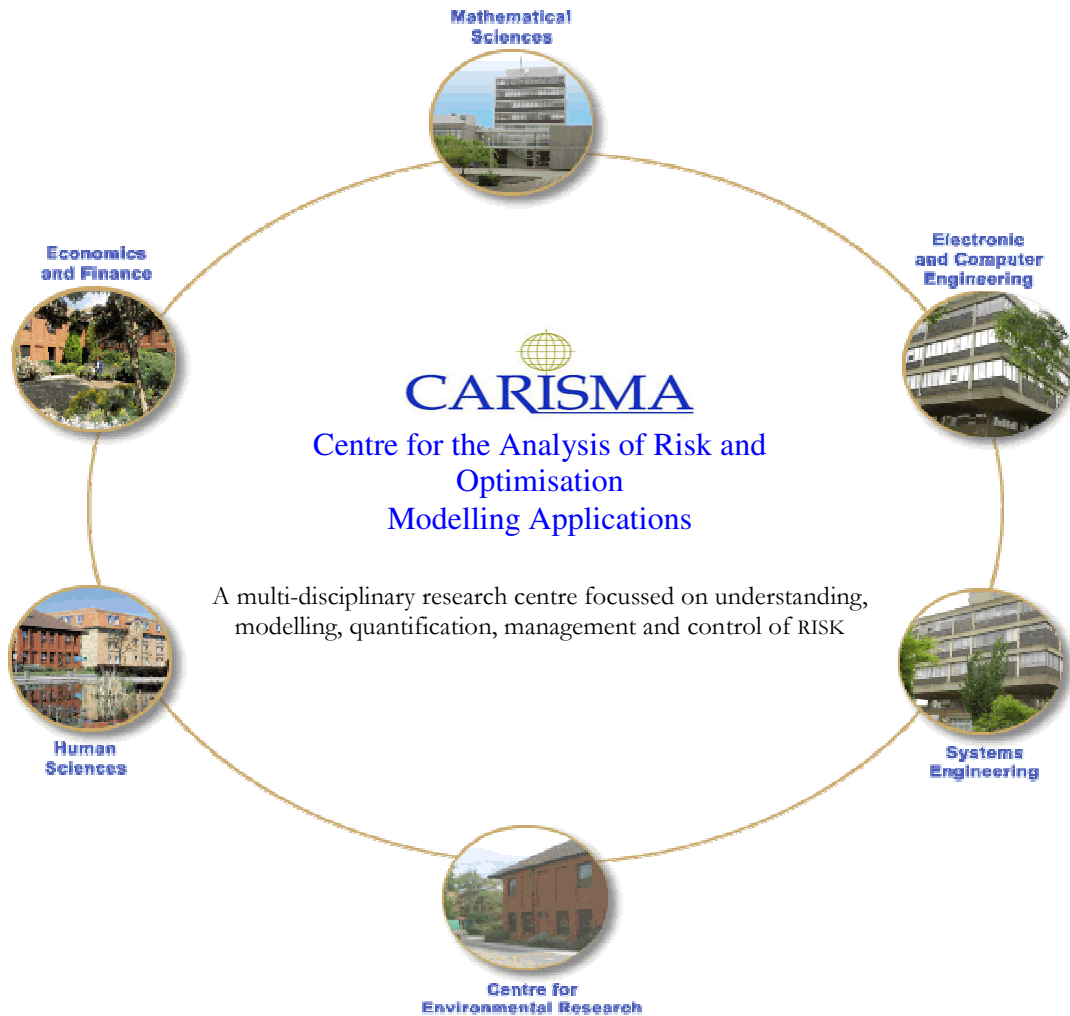 Mathematical
Sciences
Economics
and Finance
Electronic
and Computer
Engineering
CARISMA
Centre for the Analysis of Risk and
Optimisation
Modelling Applications
A multi-disciplinary research centre focussed on understanding,
modelling, quantification, management and control of RISK
Human
Sciences
Systems
Engineering
Centre for
Environmental Research